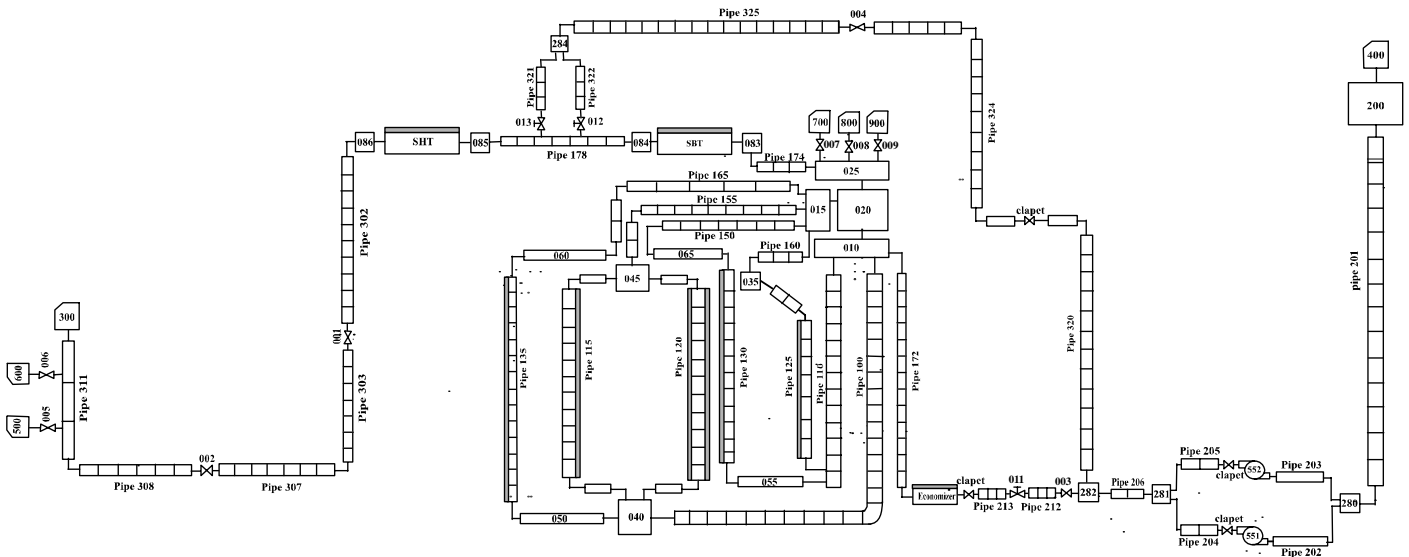 Pipe 325
004
284
400
Pipe 321
Pipe 322
200
013
012
700
800
900
086
SHT
085
Pipe 178
084
SBT
083
007
008
009
Pipe 324
Pipe 174
025
Pipe 165
Pipe 155
015
020
clapet
Pipe 150
Pipe 160
010
060
065
045
035
Pipe 302
pipe 201
300
001
Pipe 320
600
006
Pipe 311
500
005
Pipe 303
Pipe 135
Pipe 115
Pipe 120
Pipe 130
Pipe 125
Pipe 110
Pipe 100
Pipe 172
002
Pipe 308
Pipe 307
055
Pipe 205
552
Pipe 203
clapet
clapet
011
003
Pipe 206
Economizer
282
281
280
Pipe 213
Pipe 212
050
040
clapet
551
Pipe 204
Pipe 202